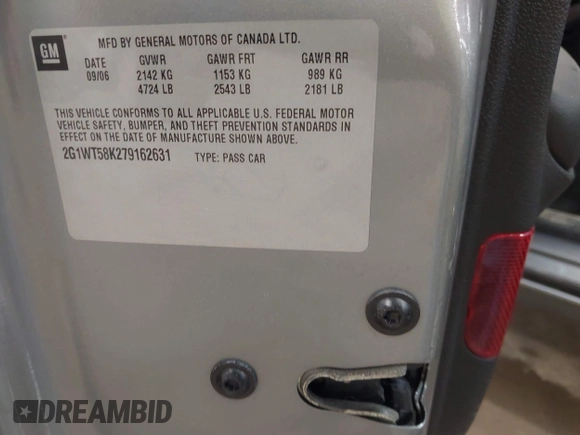 GM
MFD BY GENERAL MOTORS OF CANADA LTD.
DATE GVWR GAWR FRT GAWR RR
09/06 2142 KG 1153 KG 989 KG
4724 LB 2543 LB 2181 LB
THIS VEHICLE CONFORMS TO ALL APPLICABLE U.S. FEDERAL MOTOR
VEHICLE SAFETY, BUMPER, AND THEFT PREVENTION STANDARDS IN
EFFECT ON THE DATE OF MANUFACTURE SHOWN ABOVE.
2G1WT58K279162631 TYPE: PASS CAR
DREAMBID